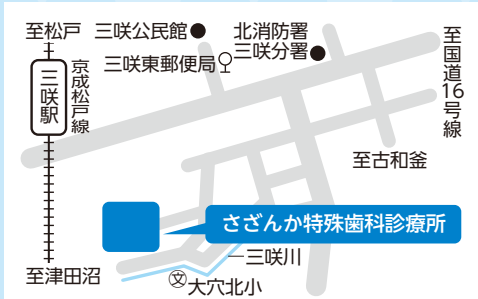 至松戸
三咲公民館
北消防署
三咲分署
三咲東郵便局
至国道16号線
京成松戸線
三咲駅
至古和釜
さざんか特殊歯科診療所
三咲川
至津田沼
文
大穴北小